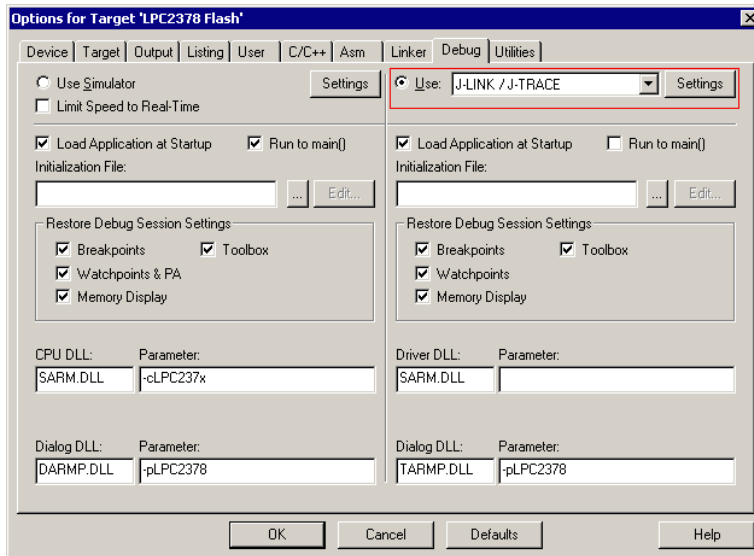 Options for Target 'LPC2378 Flash'
Device Target Output Listing User C/C++ Asm Linker Debug Utilities
Use Simulator Settings
Limit Speed to Real-Time
Use: J-LINK / J-TRACE Settings
Load Application at Startup Run to main()
Initialization File:
... Edit...
Restore Debug Session Settings
Breakpoints Toolbox
Watchpoints & PA
Memory Display
CPU DLL: Parameter:
SARM.DLL -cLPC237x
Dialog DLL: Parameter:
DARMP.DLL -pLPC2378
Load Application at Startup Run to main()
Initialization File:
... Edit...
Restore Debug Session Settings
Breakpoints Toolbox
Watchpoints
Memory Display
Driver DLL: Parameter:
SARM.DLL
Dialog DLL: Parameter:
TARMP.DLL -pLPC2378
OK Cancel Defaults Help